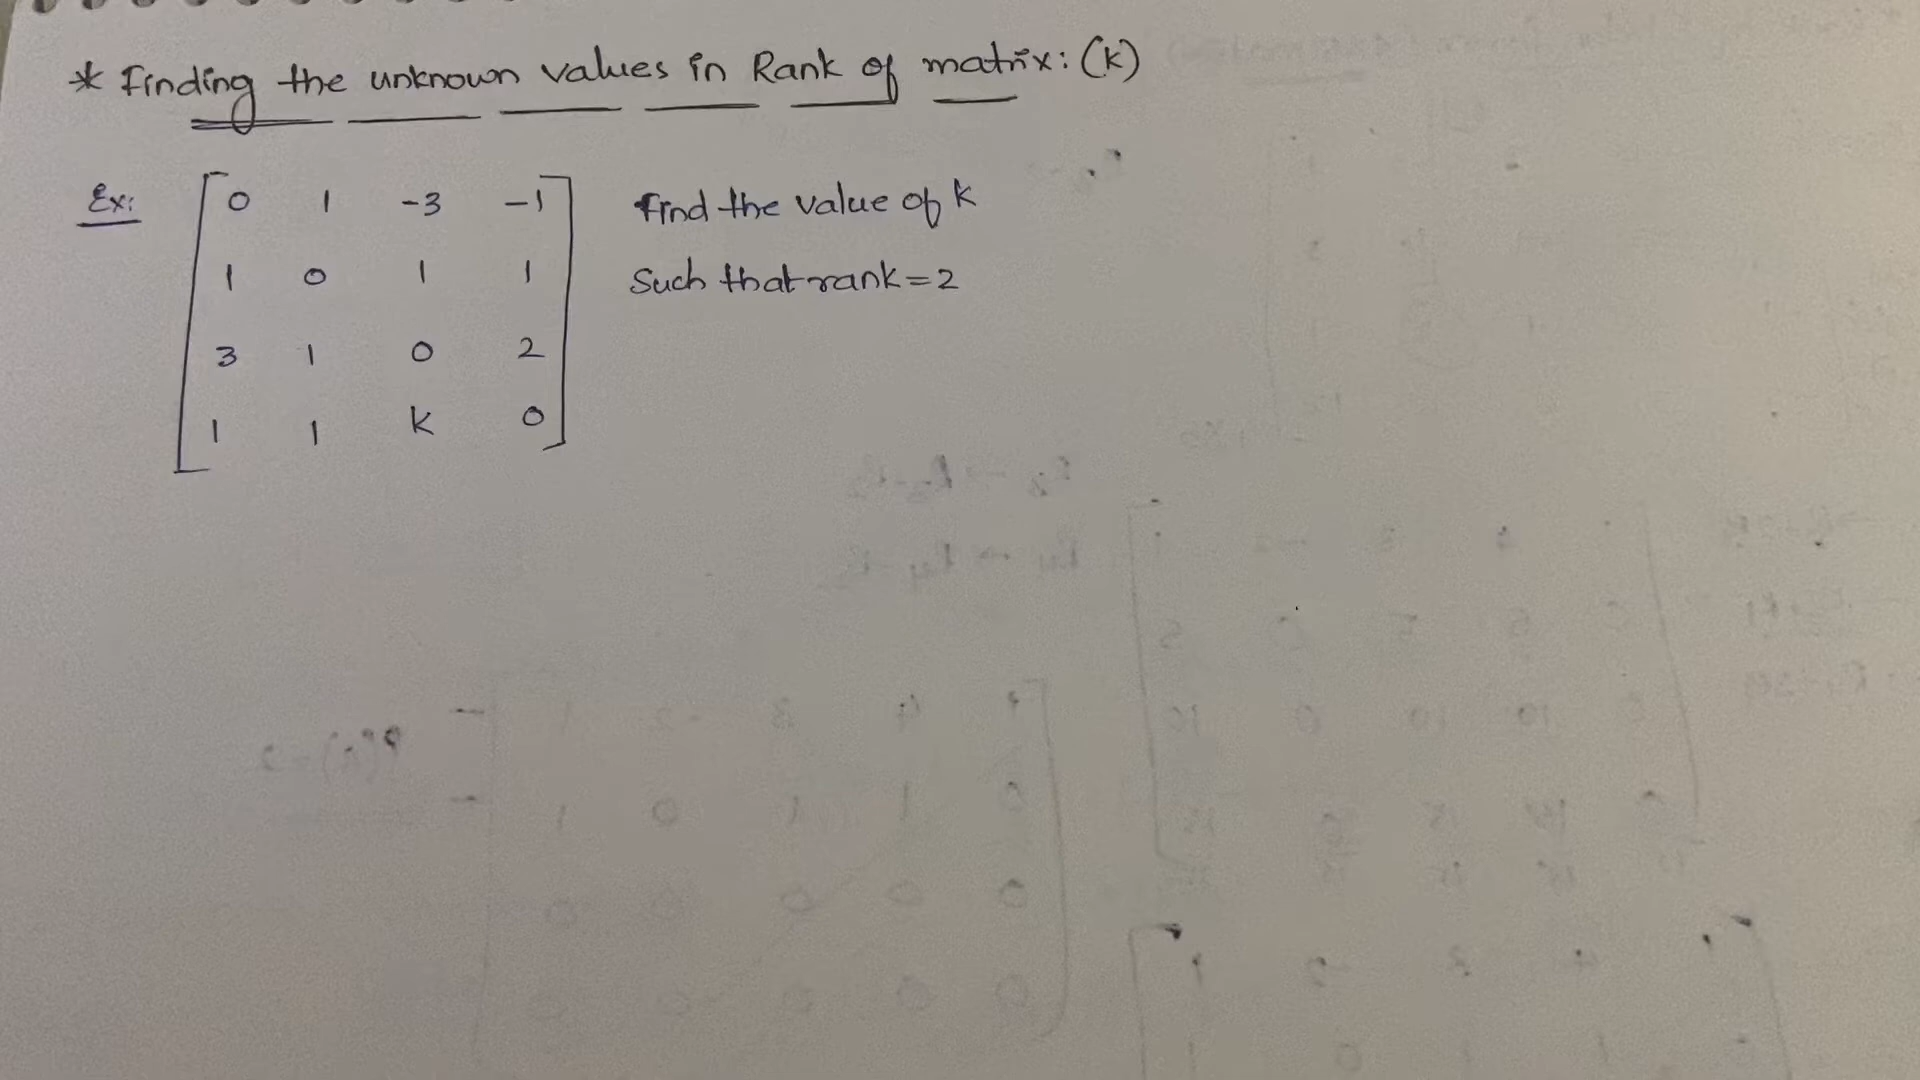 * Finding the unknown values in Rank of matrix: (k)
Ex: [ 0 1 -3 -1 ] Find the value of k
1 0 1 1 Such that rank = 2
3 1 0 2
1 1 k 0